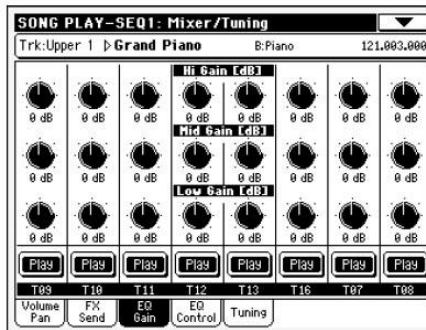 SONG PLAY-SEQ1: Mixer/Tuning
Trk:Upper 1 ▷Grand Piano B:Piano 121.003.000
Hi Gain [dB]
0 dB 0 dB 0 dB 0 dB 0 dB 0 dB 0 dB 0 dB
Mid Gain [dB]
0 dB 0 dB 0 dB 0 dB 0 dB 0 dB 0 dB 0 dB
Low Gain [dB]
0 dB 0 dB 0 dB 0 dB 0 dB 0 dB 0 dB 0 dB
Play Play Play Play Play Play Play Play
T09 T10 T11 T12 T13 T16 T07 T08
Volume Pan FX Send EQ Gain EQ Control Tuning